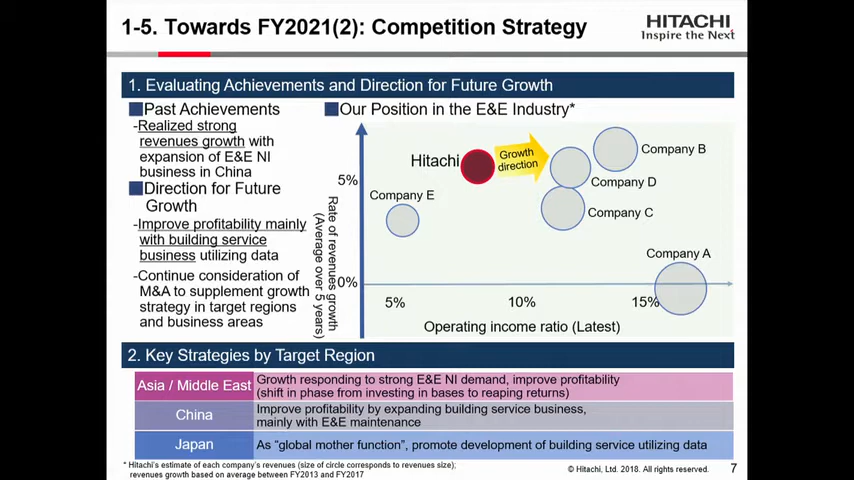 1-5. Towards FY2021(2): Competition Strategy
HITACHI
Inspire the Next
1. Evaluating Achievements and Direction for Future Growth
Past Achievements
-Realized strong
revenues growth with
expansion of E&E NI
business in China
Direction for Future
Growth
-Improve profitability mainly
with building service
business utilizing data
-Continue consideration of
M&A to supplement growth
strategy in target regions
and business areas
Our Position in the E&E Industry*
Rate of revenues growth
(Average over 5 years)
5%
0%
Hitachi
Growth
direction
Company B
Company D
Company E
Company C
Company A
5%
10%
15%
Operating income ratio (Latest)
2. Key Strategies by Target Region
Asia / Middle East
Growth responding to strong E&E NI demand, improve profitability
(shift in phase from investing in bases to reaping returns)
China
Improve profitability by expanding building service business,
mainly with E&E maintenance
Japan
As “global mother function”, promote development of building service utilizing data
* Hitachi's estimate of each company's revenues (size of circle corresponds to revenues size);
revenues growth based on average between FY2013 and FY2017
© Hitachi, Ltd. 2018. All rights reserved.
7